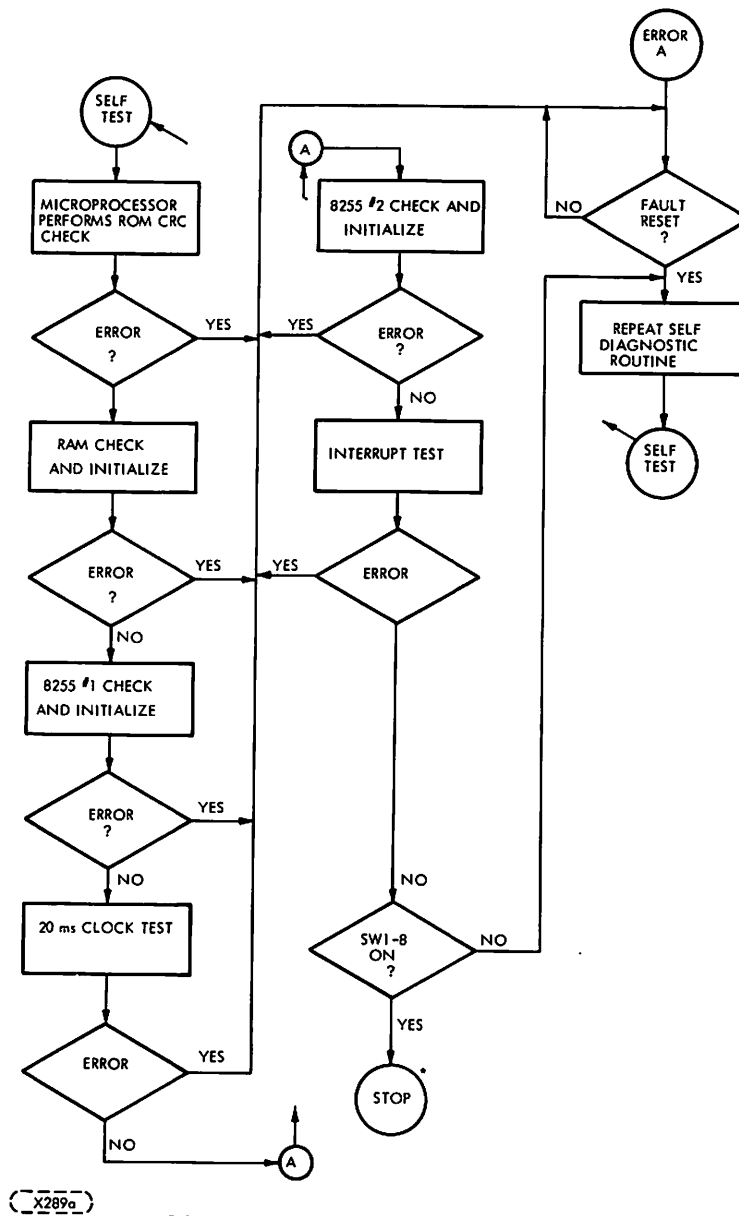 SELF
TEST
MICROPROCESSOR
PERFORMS ROM CRC
CHECK
ERROR
?
YES
RAM CHECK
AND INITIALIZE
ERROR
?
YES
NO
8255 #1 CHECK
AND INITIALIZE
ERROR
?
YES
NO
20 ms CLOCK TEST
ERROR
YES
NO
A
A
8255 #2 CHECK AND
INITIALIZE
YES
ERROR
?
NO
INTERRUPT TEST
YES
ERROR
NO
SW1-8
ON
?
NO
YES
STOP
*
ERROR
A
NO
FAULT
RESET
?
YES
REPEAT SELF
DIAGNOSTIC
ROUTINE
SELF
TEST
X289a